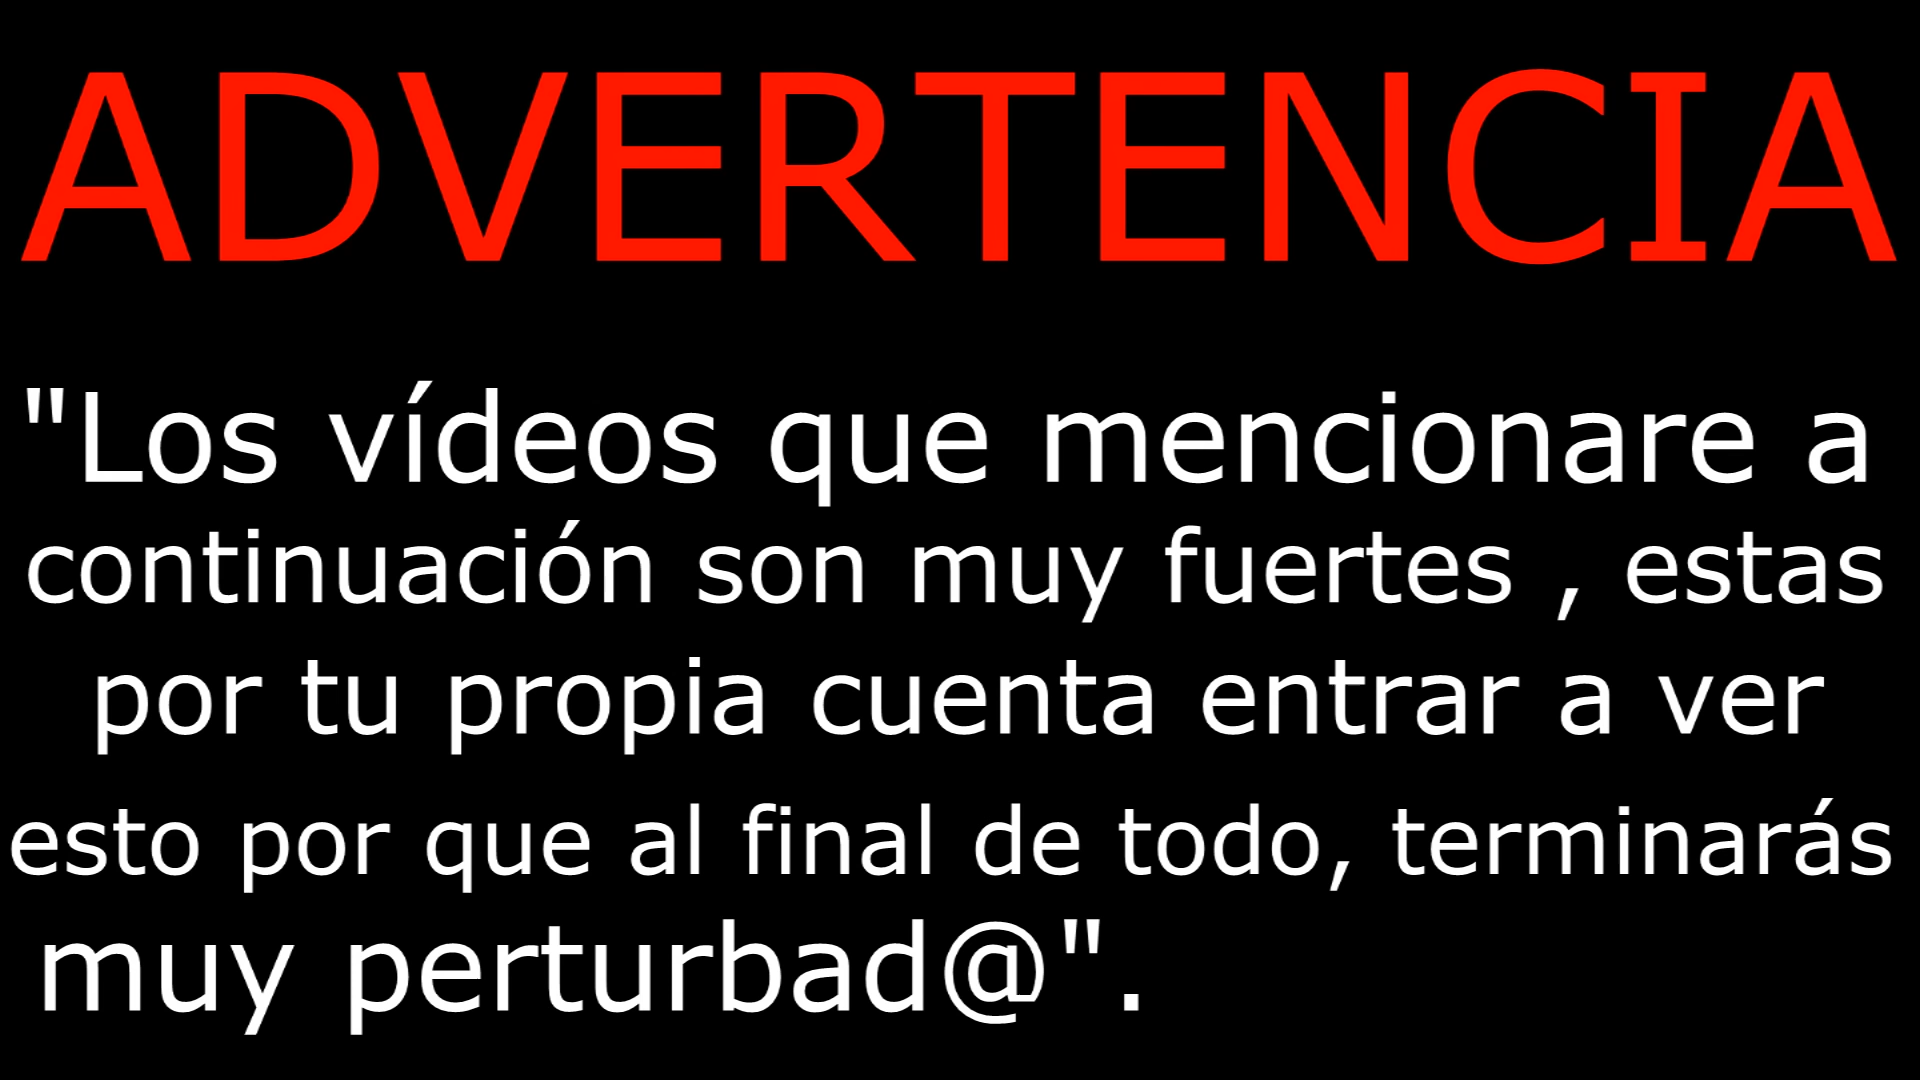 ADVERTENCIA
"Los vídeos que mencionare a
continuación son muy fuertes , estas
por tu propia cuenta entrar a ver
esto por que al final de todo, terminarás
muy perturbad@".